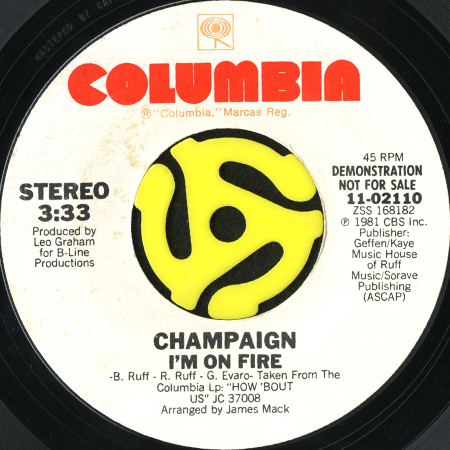 MASTERED BY CA
COLUMBIA
® "Columbia," Marcas Reg.
STEREO
3:33
Produced by
Leo Graham
for B-Line
Productions
45 RPM
DEMONSTRATION
NOT FOR SALE
11-02110
ZSS 168182
℗ 1981 CBS Inc.
Publisher:
Geffen/Kaye
Music House
of Ruff
Music/Sorave
Publishing
(ASCAP)
CHAMPAIGN
I'M ON FIRE
-B. Ruff - R. Ruff - G. Evaro- Taken From The
Columbia Lp: "HOW 'BOUT
US" JC 37008
Arranged by James Mack